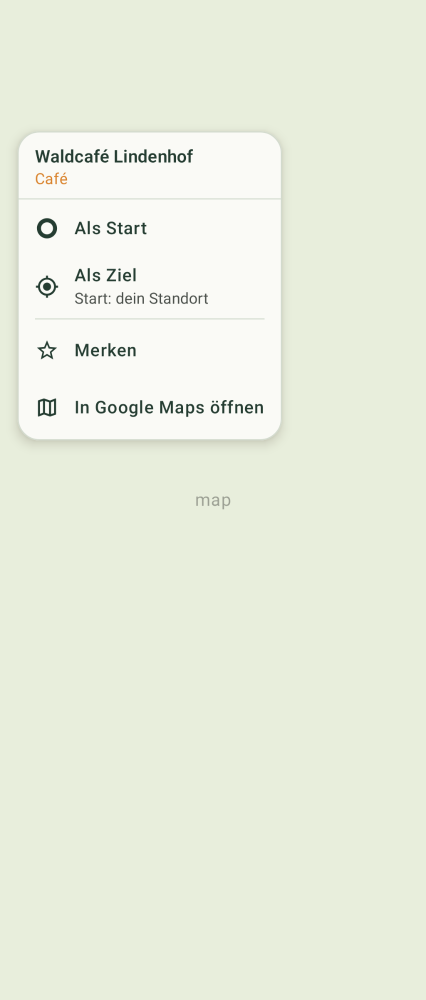 Waldcafé Lindenhof
Café
Als Start
Als Ziel
Start: dein Standort
Merken
In Google Maps öffnen
map